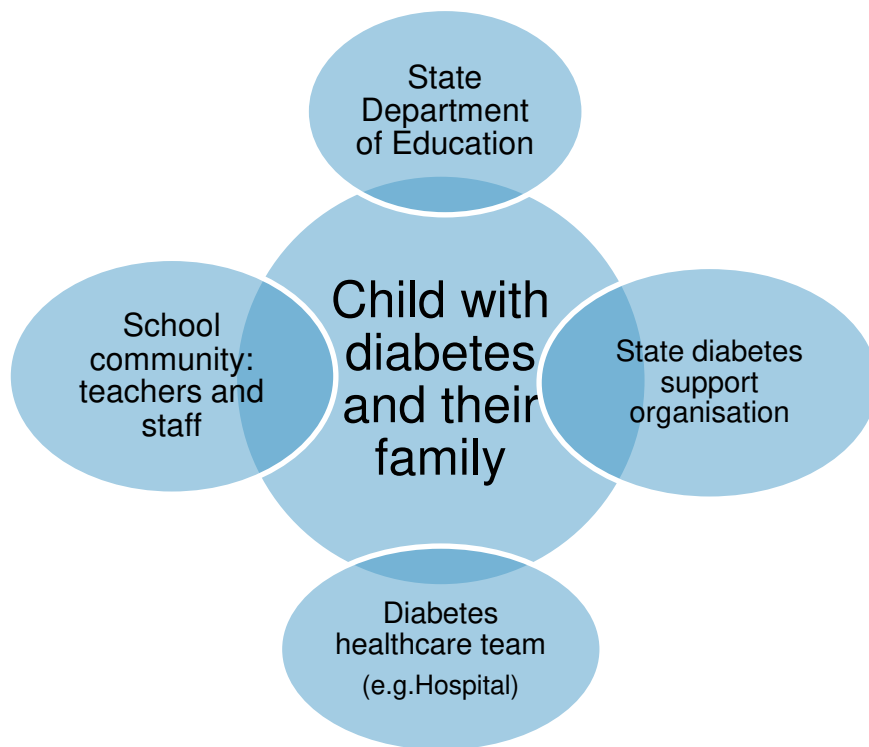 State
Department
of Education
Child with
diabetes
and their
family
School
community:
teachers and
staff
State diabetes
support
organisation
Diabetes
healthcare team
(e.g.Hospital)